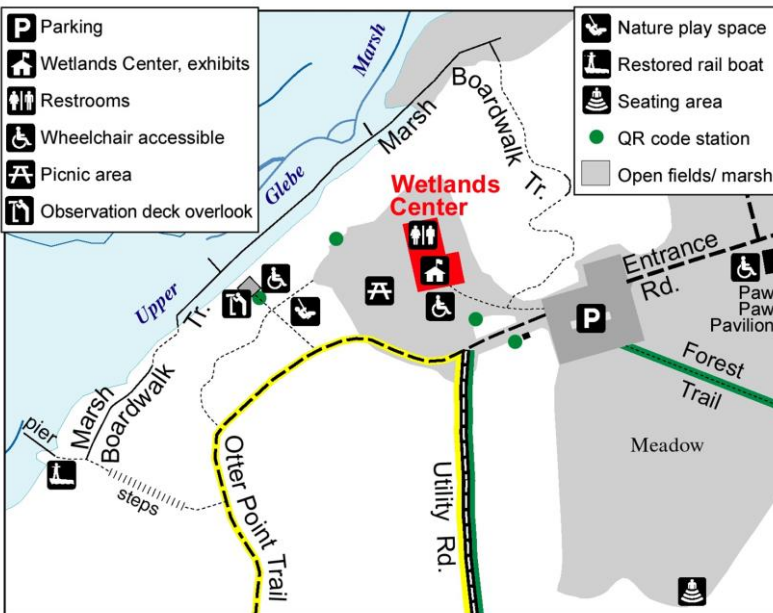 Parking
Wetlands Center, exhibits
Restrooms
Wheelchair accessible
Picnic area
Observation deck overlook
Nature play space
Restored rail boat
Seating area
QR code station
Open fields/ marsh
Marsh
Glebe
Upper
Marsh
Boardwalk
Tr.
Wetlands
Center
Entrance
Rd.
P
P
Paw
Paw
Pavilion
Forest
Trail
Meadow
Tr.
Marsh
Boardwalk
pier
steps
Otter Point Trail
Utility Rd.